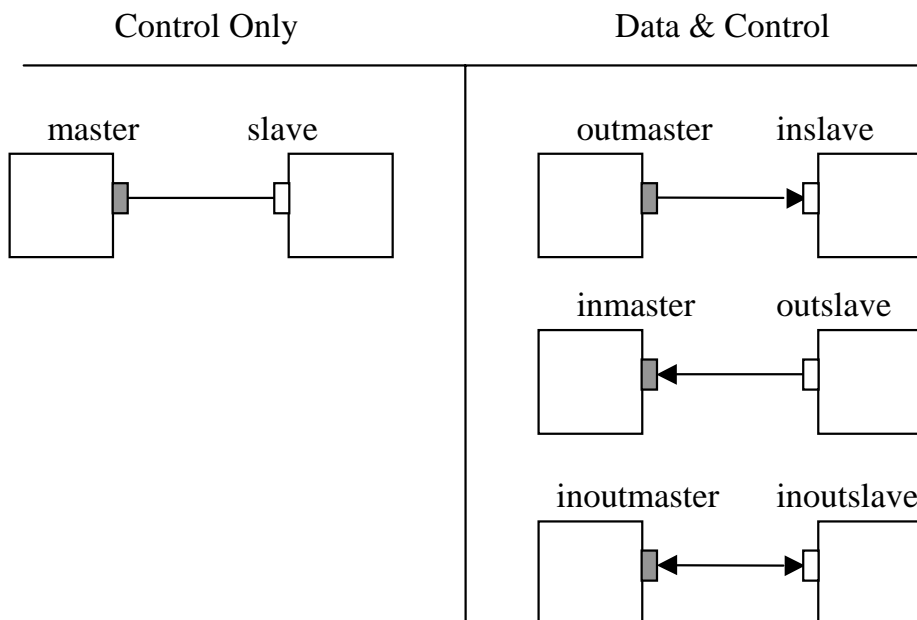 Control Only
Data & Control
master
slave
outmaster
inslave
inmaster
outslave
inoutmaster
inoutslave